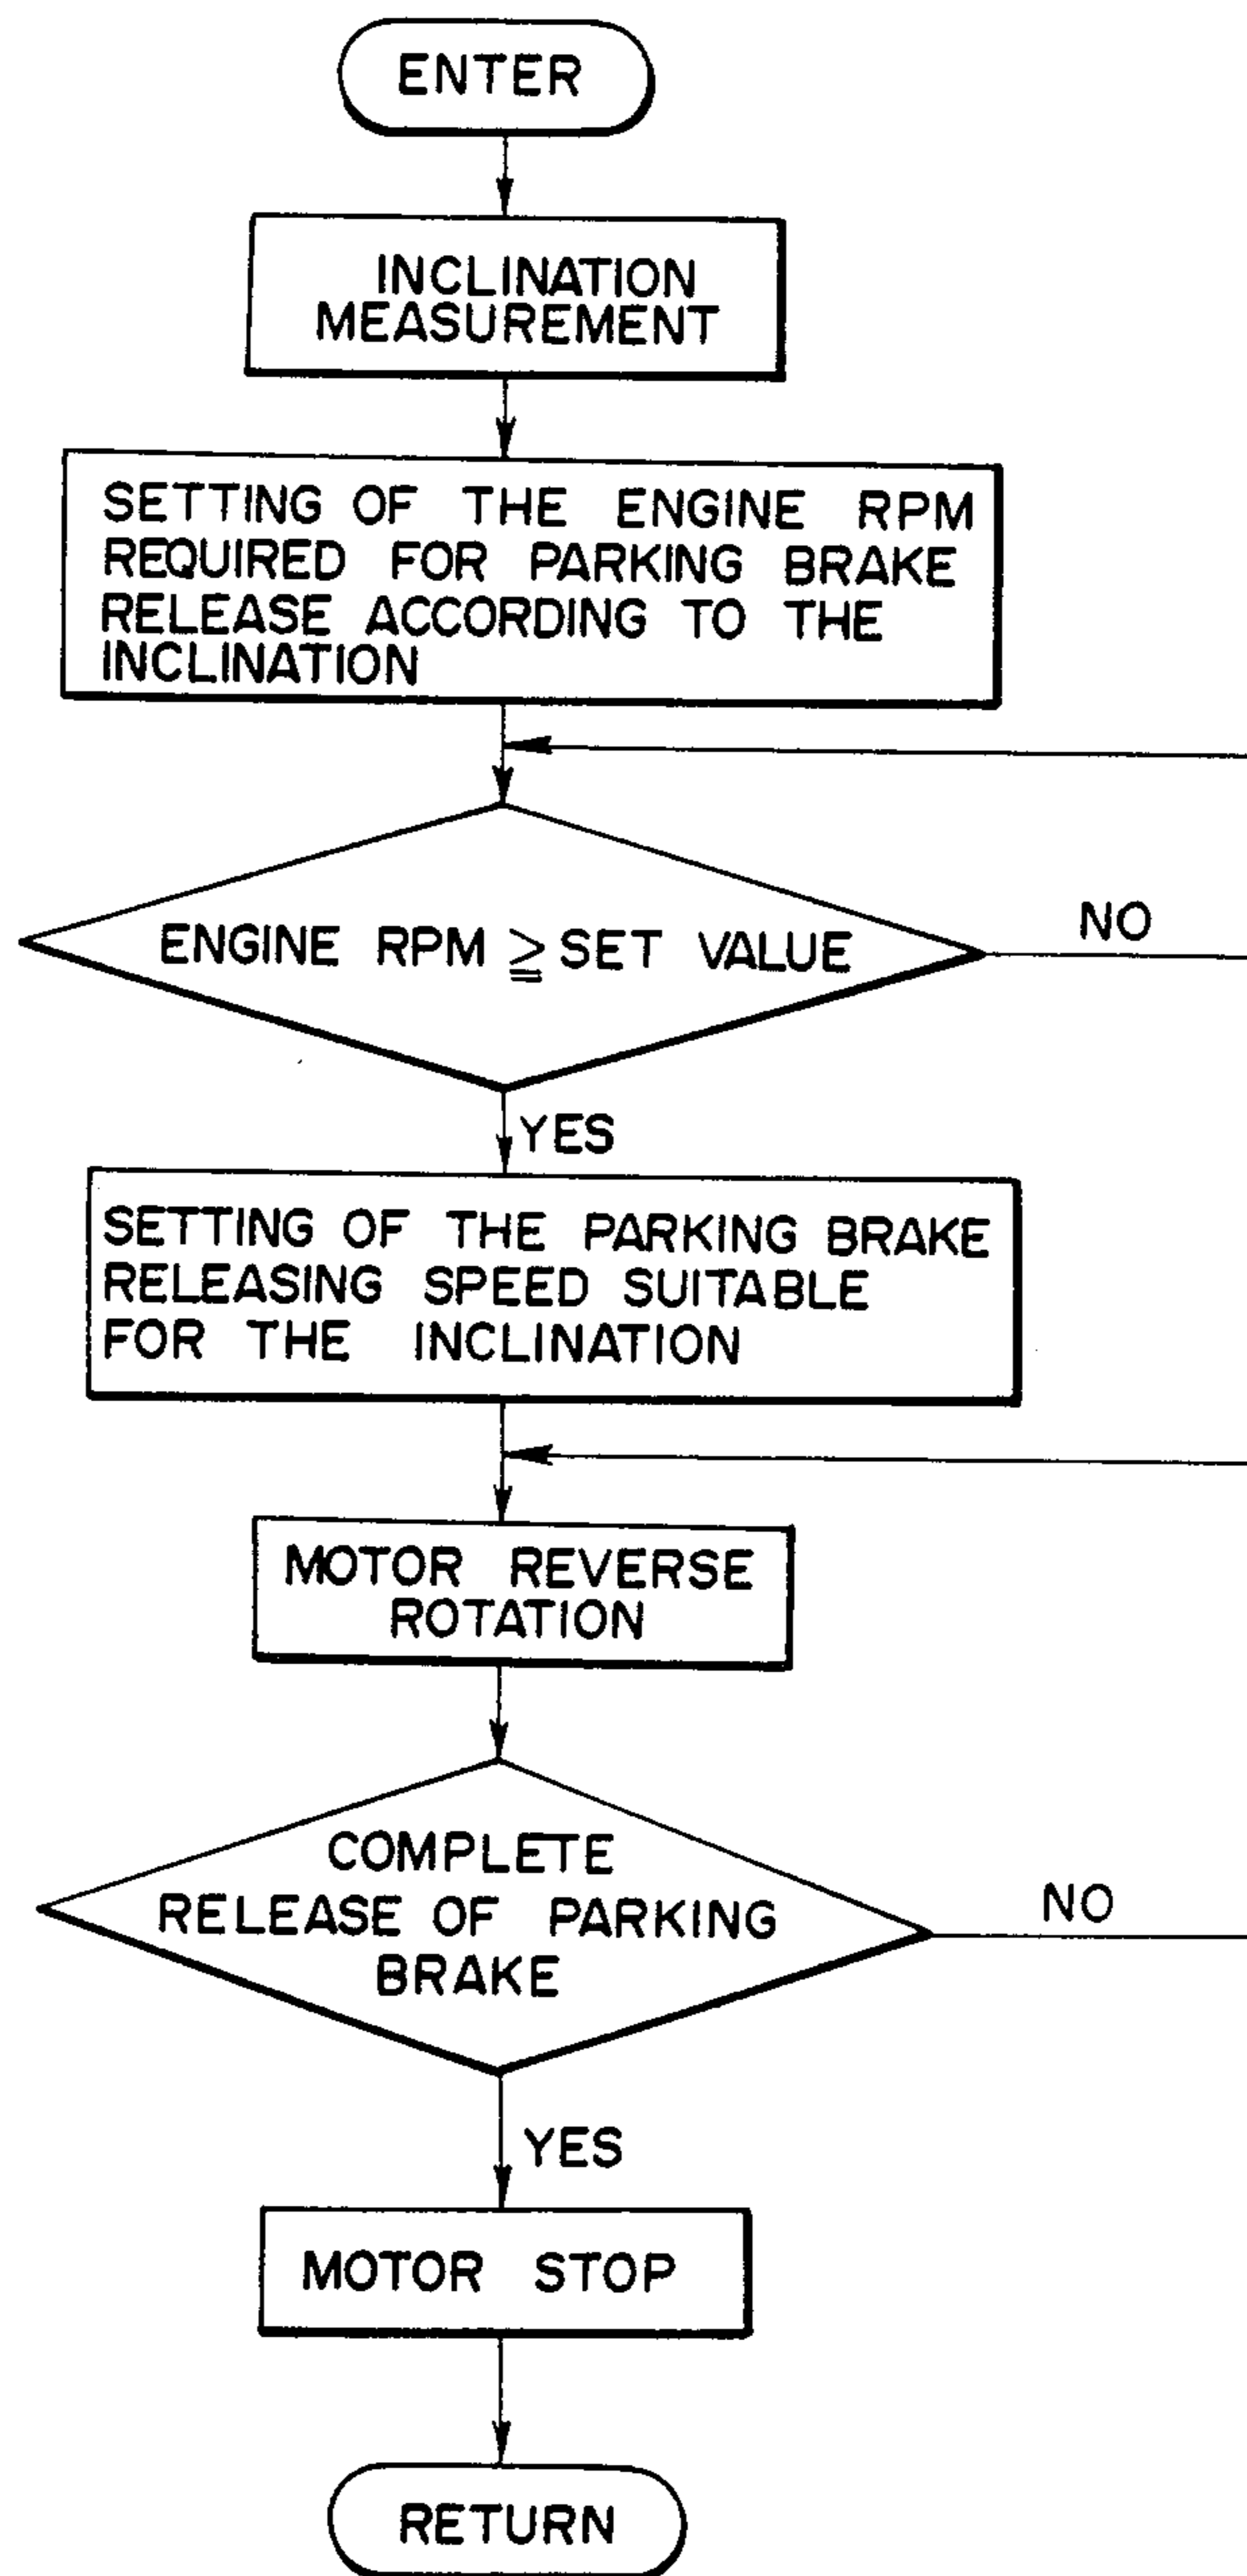 ENTER
INCLINATION
MEASUREMENT
SETTING OF THE ENGINE RPM
REQUIRED FOR PARKING BRAKE
RELEASE ACCORDING TO THE
INCLINATION
ENGINE RPM ≧ SET VALUE
NO
YES
SETTING OF THE PARKING BRAKE
RELEASING SPEED SUITABLE
FOR THE INCLINATION
MOTOR REVERSE
ROTATION
COMPLETE
RELEASE OF PARKING
BRAKE
NO
YES
MOTOR STOP
RETURN